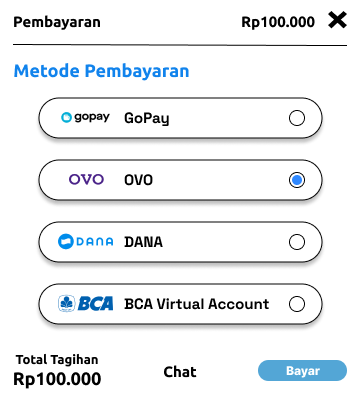 Pembayaran Rp100.000
Metode Pembayaran
gopay GoPay
OVO OVO
DANA DANA
BCA BCA Virtual Account
Total Tagihan
Rp100.000
Chat
Bayar